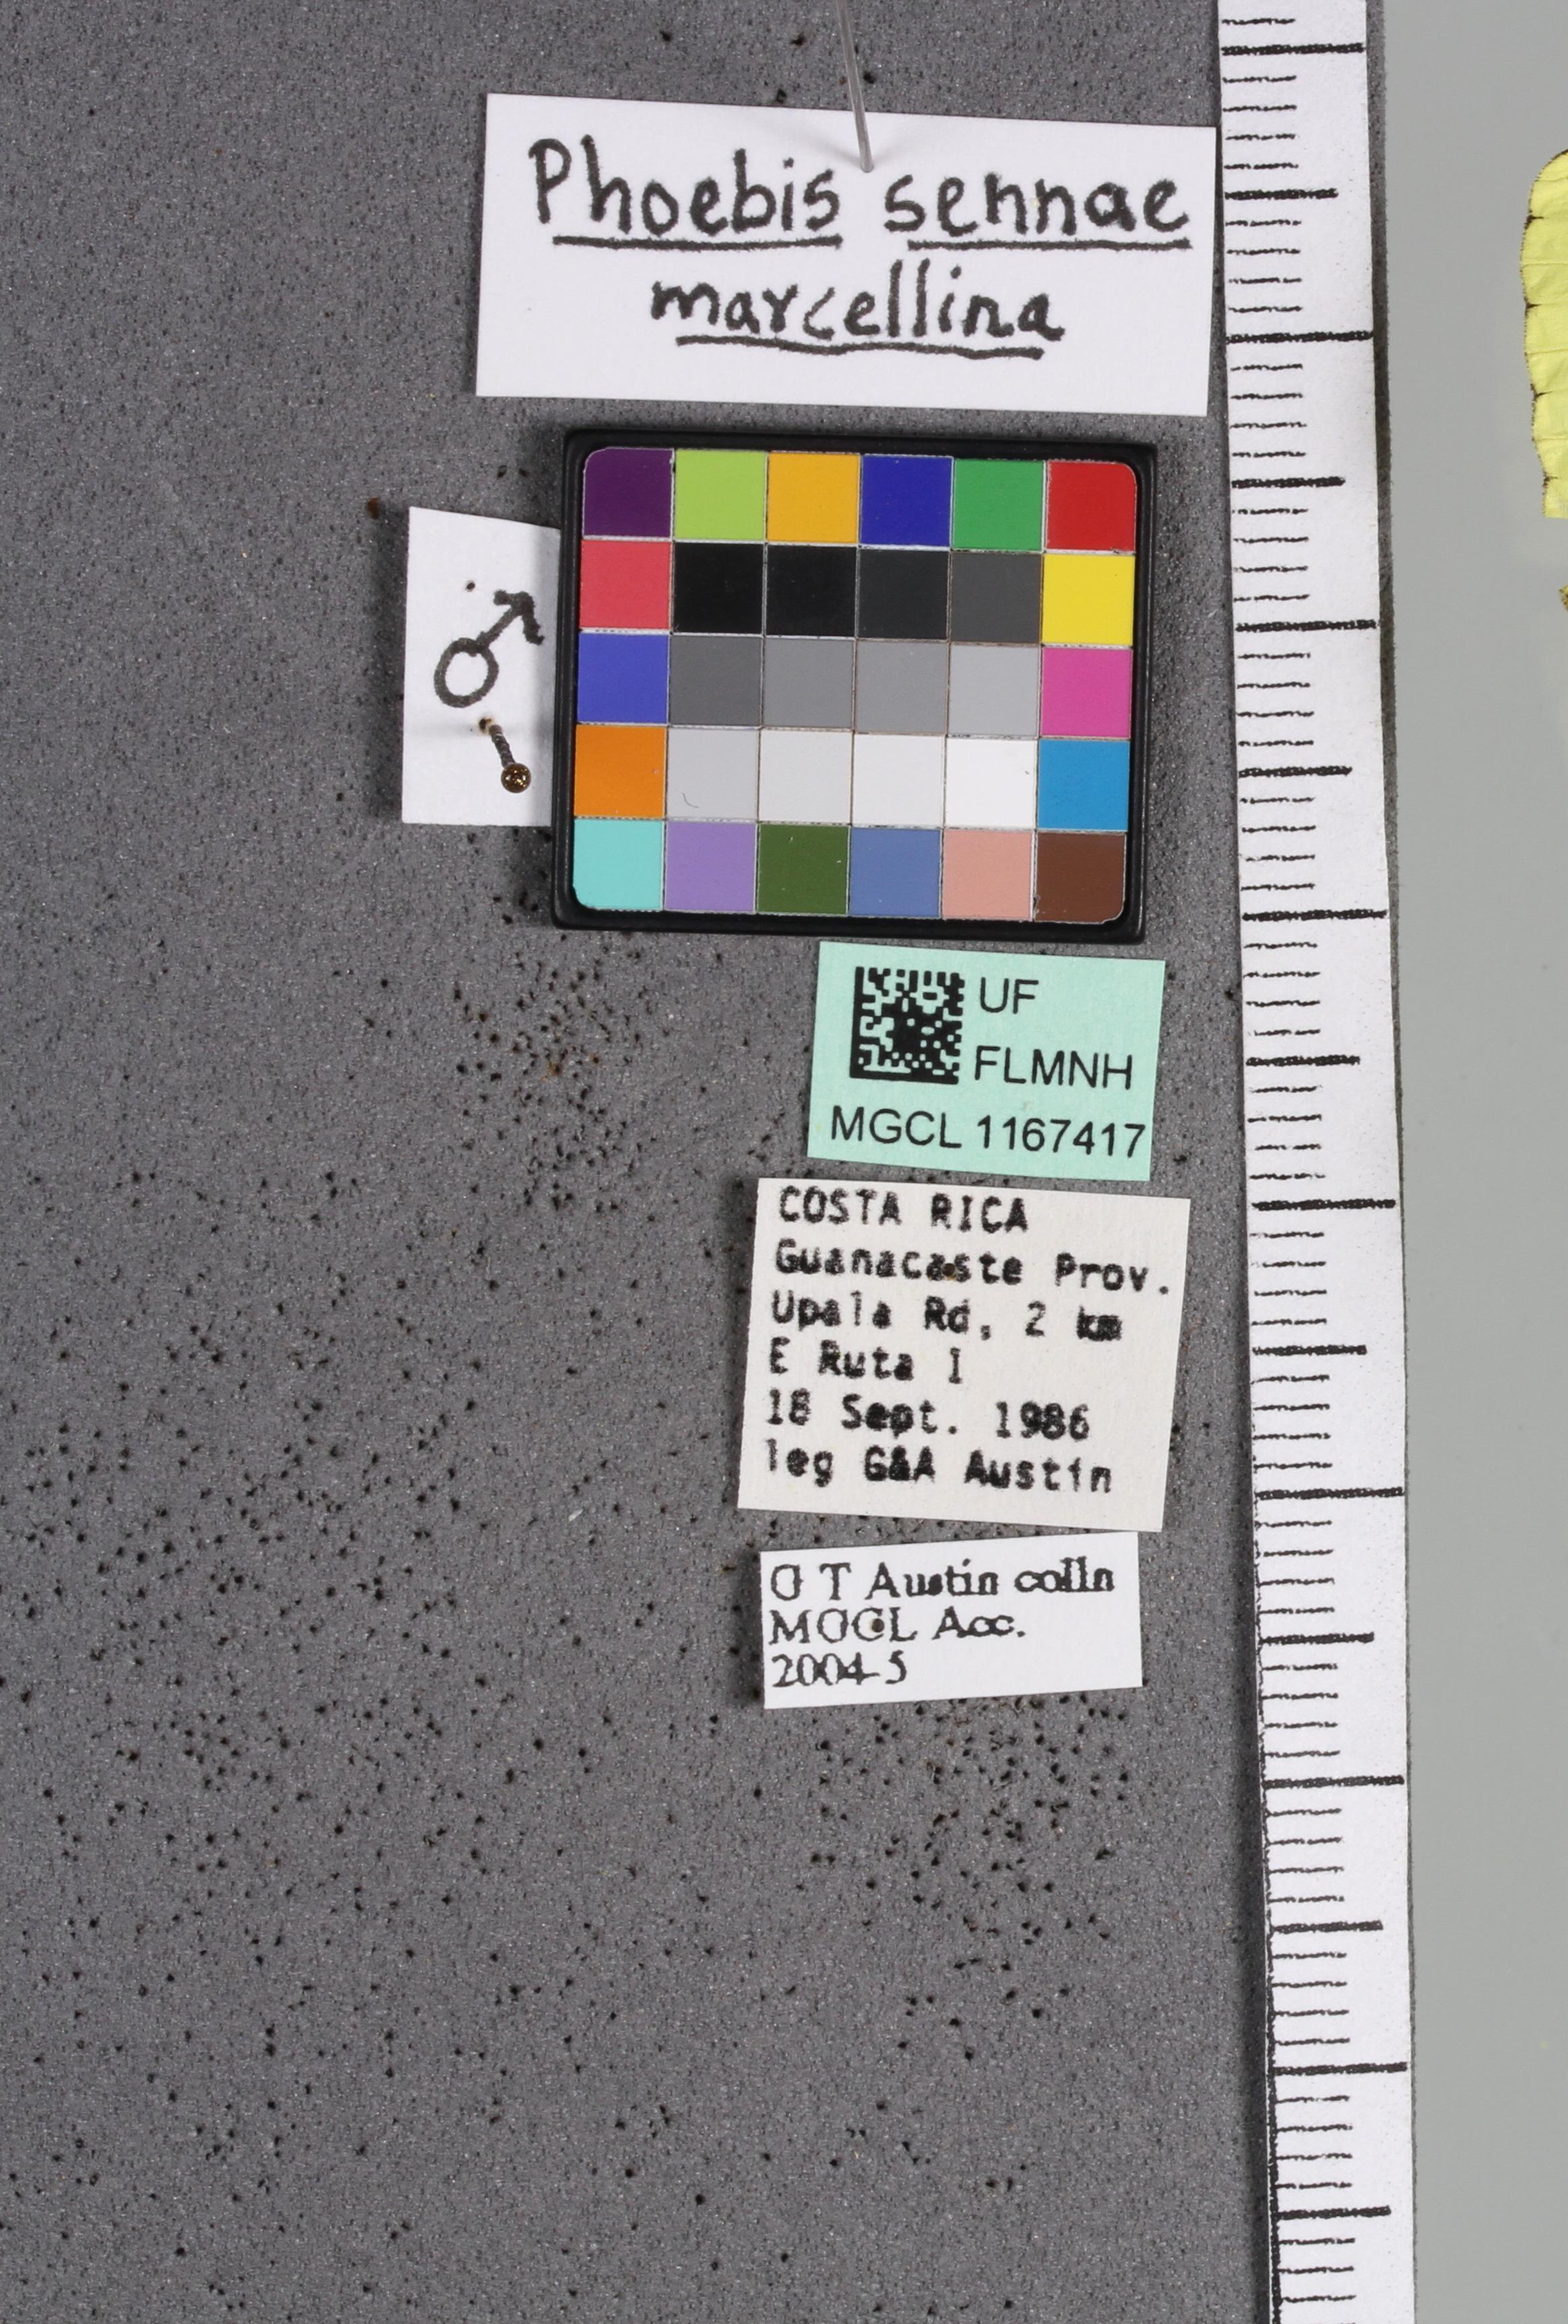 Phoebis sennae
marcellina
♂
UF
FLMNH
MGCL 1167417
COSTA RICA
Guanacaste Prov.
Upala Rd, 2 km
E Ruta 1
18 Sept. 1986
leg G&A Austin
G T Austin colln
MGCL Acc.
2004-5